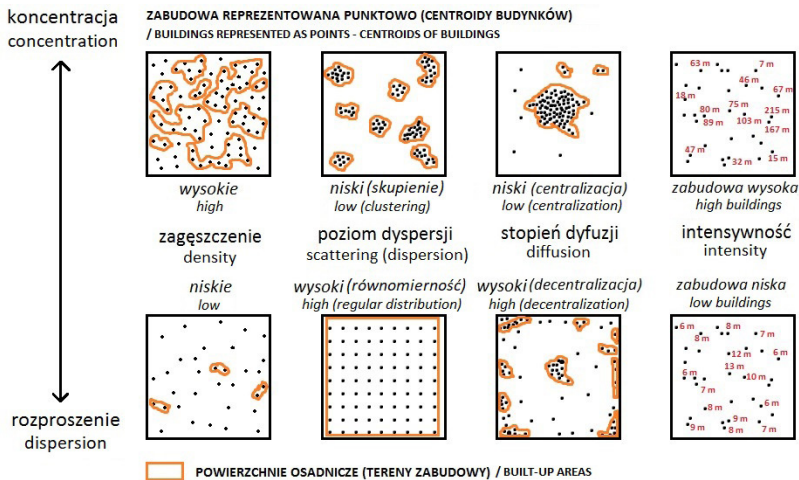 koncentracja
concentration
ZABUDOWA REPREZENTOWANA PUNKTOWO (CENTROIDY BUDYNKÓW)
/ BUILDINGS REPRESENTED AS POINTS - CENTROIDS OF BUILDINGS
63 m
7 m
46 m
67 m
18 m
80 m
75 m
215 m
89 m
103 m
167 m
47 m
32 m
15 m
wysokie
high
niski (skupienie)
low (clustering)
niski (centralizacja)
low (centralization)
zabudowa wysoka
high buildings
zagęszczenie
density
poziom dyspersji
scattering (dispersion)
stopień dyfuzji
diffusion
intensywność
intensity
niskie
low
wysoki (równomierność)
high (regular distribution)
wysoki (decentralizacja)
high (decentralization)
zabudowa niska
low buildings
6 m
8 m
8 m
7 m
12 m
6 m
13 m
6 m
10 m
7 m
8 m
6 m
9 m
9 m
8 m
7 m
rozproszenie
dispersion
POWIERZCHNIE OSADNICZE (TERENY ZABUDOWY) / BUILT-UP AREAS